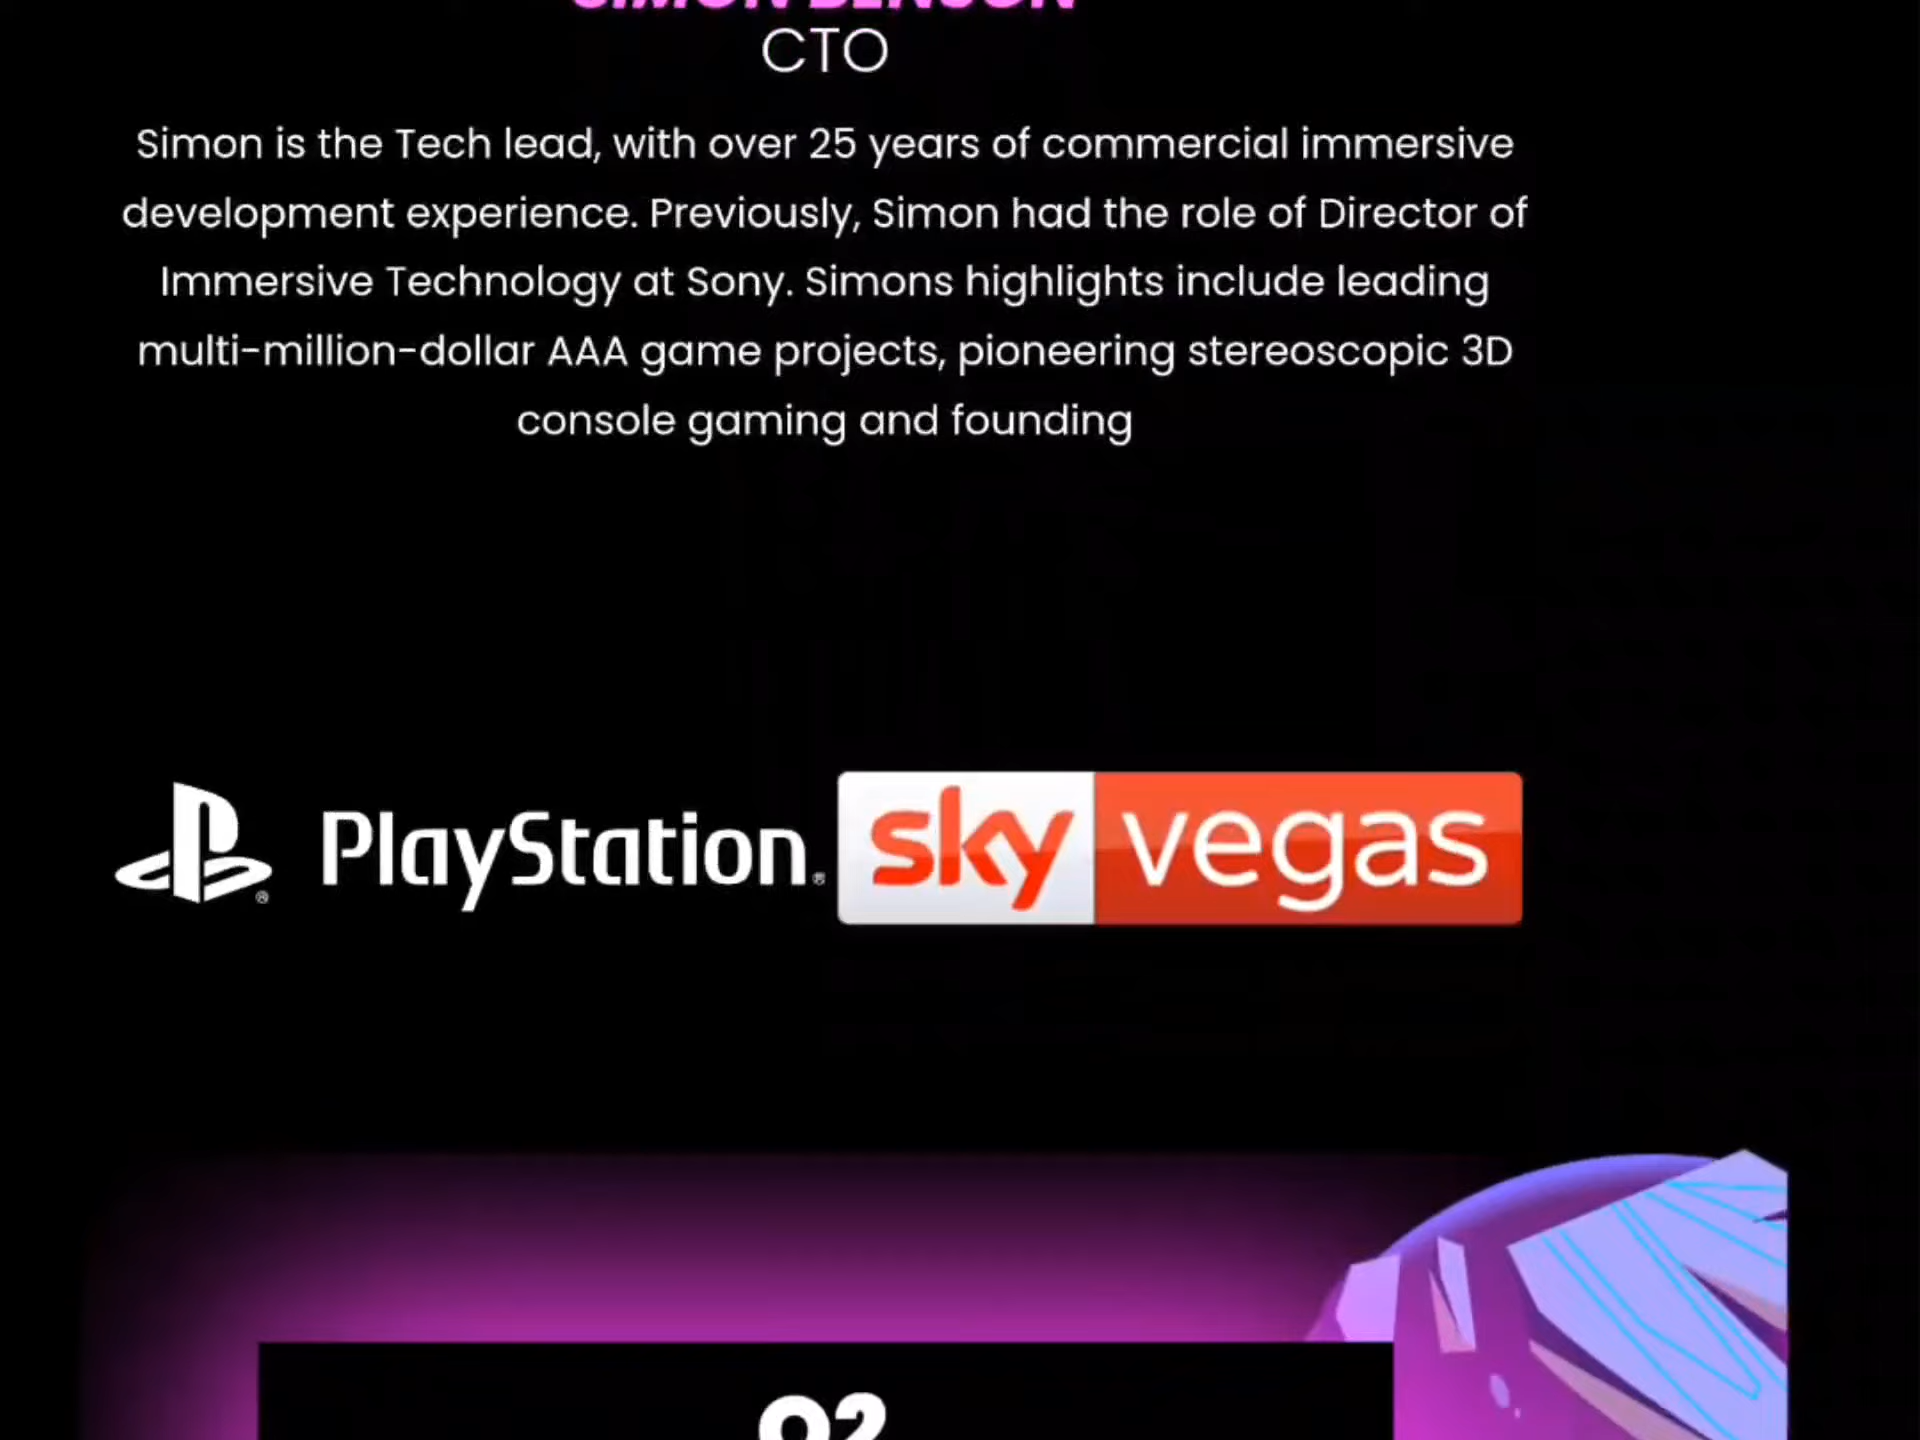 SIMON BENSON
CTO
Simon is the Tech lead, with over 25 years of commercial immersive
development experience. Previously, Simon had the role of Director of
Immersive Technology at Sony. Simons highlights include leading
multi-million-dollar AAA game projects, pioneering stereoscopic 3D
console gaming and founding
PlayStation®
sky vegas